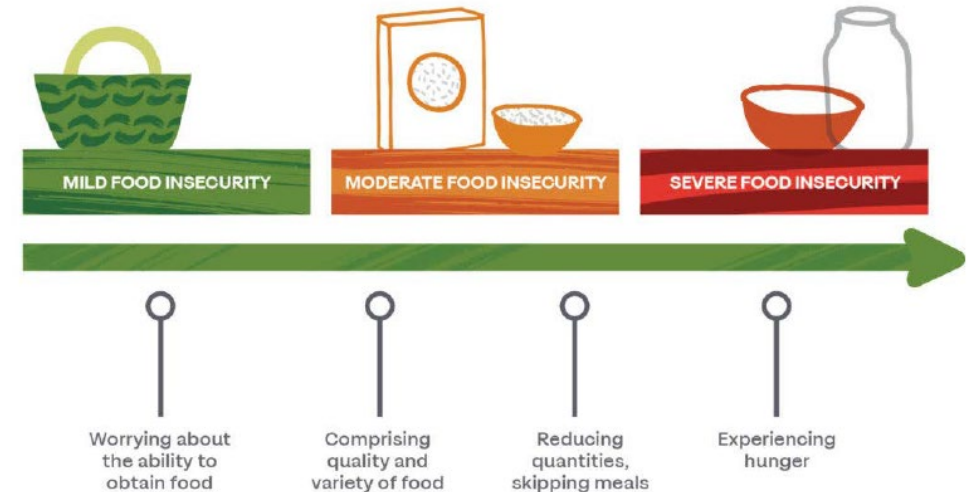 MILD FOOD INSECURITY
MODERATE FOOD INSECURITY
SEVERE FOOD INSECURITY
Worrying about
the ability to
obtain food
Comprising
quality and
variety of food
Reducing
quantities,
skipping meals
Experiencing
hunger